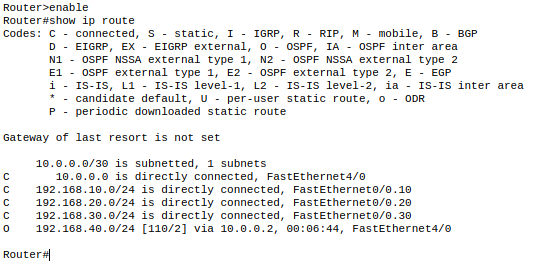 Router>enable
Router#show ip route
Codes: C - connected, S - static, I - IGRP, R - RIP, M - mobile, B - BGP
       D - EIGRP, EX - EIGRP external, O - OSPF, IA - OSPF inter area
       N1 - OSPF NSSA external type 1, N2 - OSPF NSSA external type 2
       E1 - OSPF external type 1, E2 - OSPF external type 2, E - EGP
       i - IS-IS, L1 - IS-IS level-1, L2 - IS-IS level-2, ia - IS-IS inter area
       * - candidate default, U - per-user static route, o - ODR
       P - periodic downloaded static route

Gateway of last resort is not set

     10.0.0.0/30 is subnetted, 1 subnets
C       10.0.0.0 is directly connected, FastEthernet4/0
C    192.168.10.0/24 is directly connected, FastEthernet0/0.10
C    192.168.20.0/24 is directly connected, FastEthernet0/0.20
C    192.168.30.0/24 is directly connected, FastEthernet0/0.30
O    192.168.40.0/24 [110/2] via 10.0.0.2, 00:06:44, FastEthernet4/0

Router#